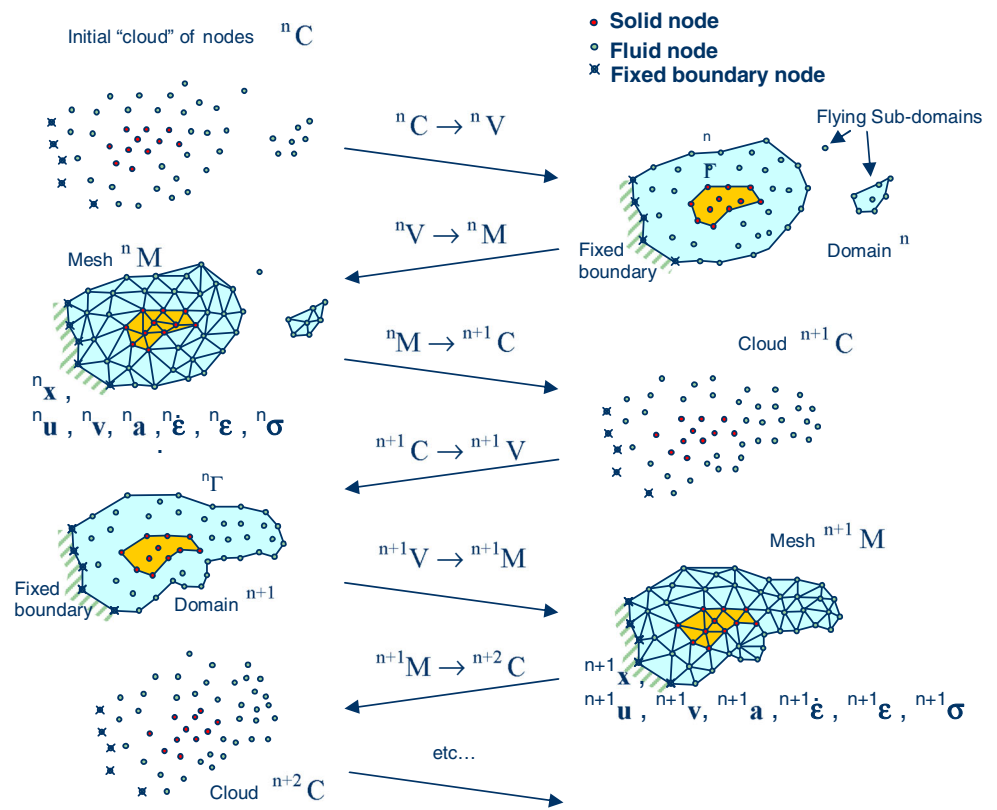 Initial “cloud” of nodes ⁿC
Solid node
Fluid node
Fixed boundary node
ⁿC → ⁿV
Flying Sub-domains
n
Γ
Fixed
boundary
Domain ⁿ
ⁿV → ⁿM
Mesh ⁿM
ⁿM → ⁿ⁺¹C
Cloud ⁿ⁺¹C
ⁿx ,
ⁿu , ⁿv, ⁿa , ⁿε̇ , ⁿε , ⁿσ
.
ⁿ⁺¹C → ⁿ⁺¹V
ⁿΓ
Fixed
boundary
Domain ⁿ⁺¹
ⁿ⁺¹V → ⁿ⁺¹M
Mesh ⁿ⁺¹M
ⁿ⁺¹M → ⁿ⁺²C
ⁿ⁺¹x ,
ⁿ⁺¹u , ⁿ⁺¹v, ⁿ⁺¹a , ⁿ⁺¹ε̇ , ⁿ⁺¹ε , ⁿ⁺¹σ
etc…
Cloud ⁿ⁺²C